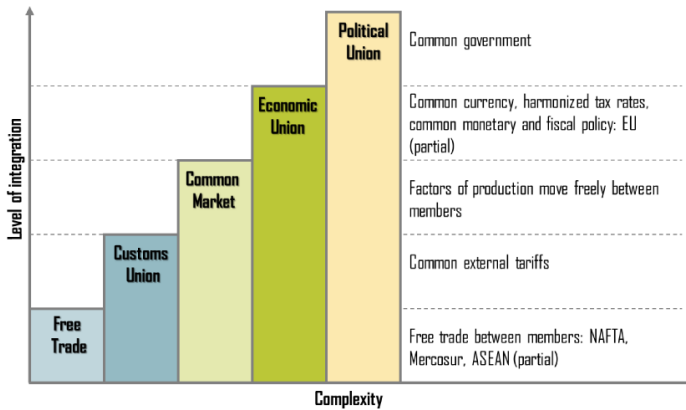 Political
Union
Common government
Economic
Union
Common currency, harmonized tax rates,
common monetary and fiscal policy: EU
(partial)
Common
Market
Factors of production move freely between
members
Customs
Union
Common external tariffs
Free
Trade
Free trade between members: NAFTA,
Mercosur, ASEAN (partial)
Level of integration
Complexity